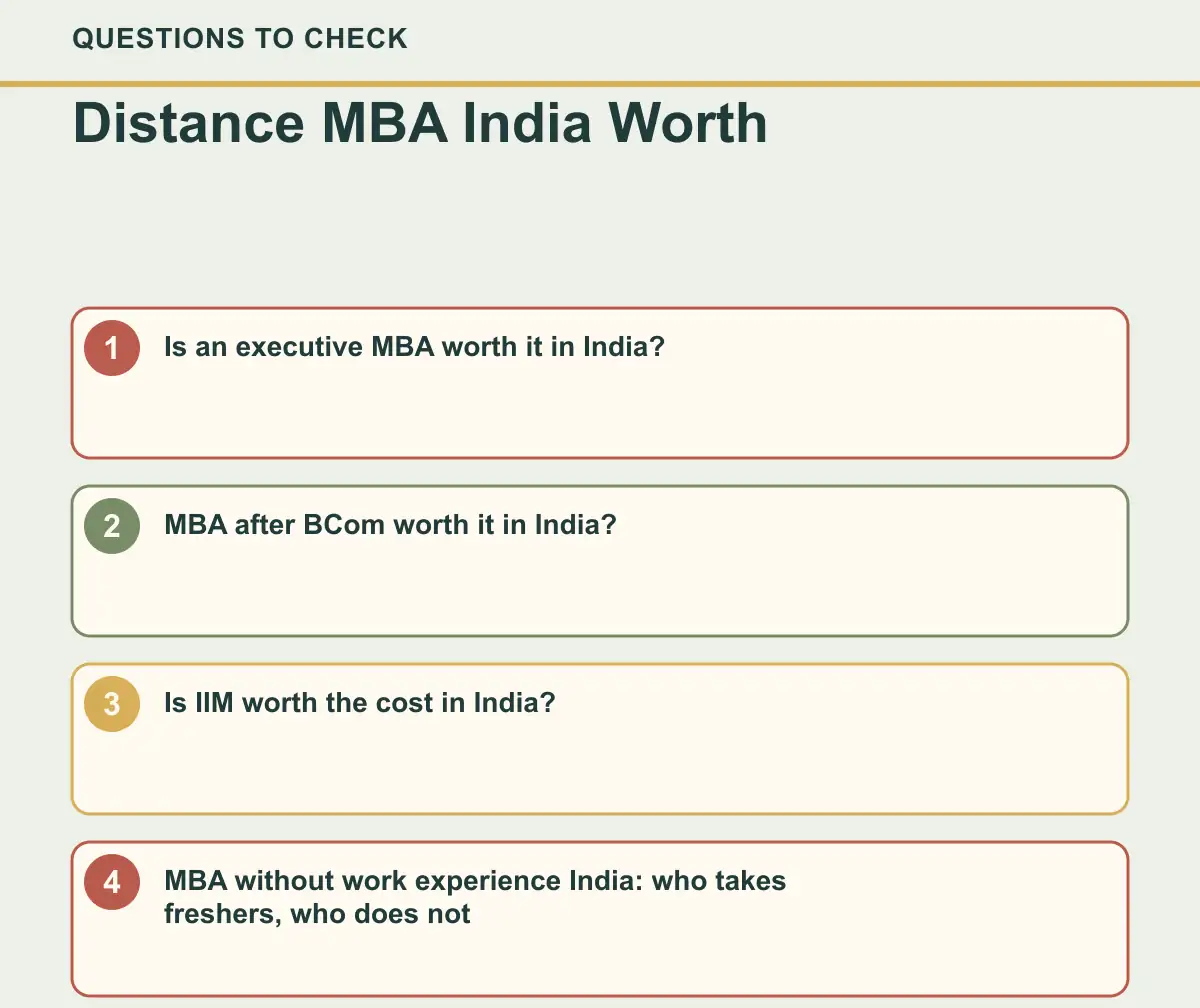 QUESTIONS TO CHECK
Distance MBA India Worth
1 Is an executive MBA worth it in India?
2 MBA after BCom worth it in India?
3 Is IIM worth the cost in India?
4 MBA without work experience India: who takes
freshers, who does not